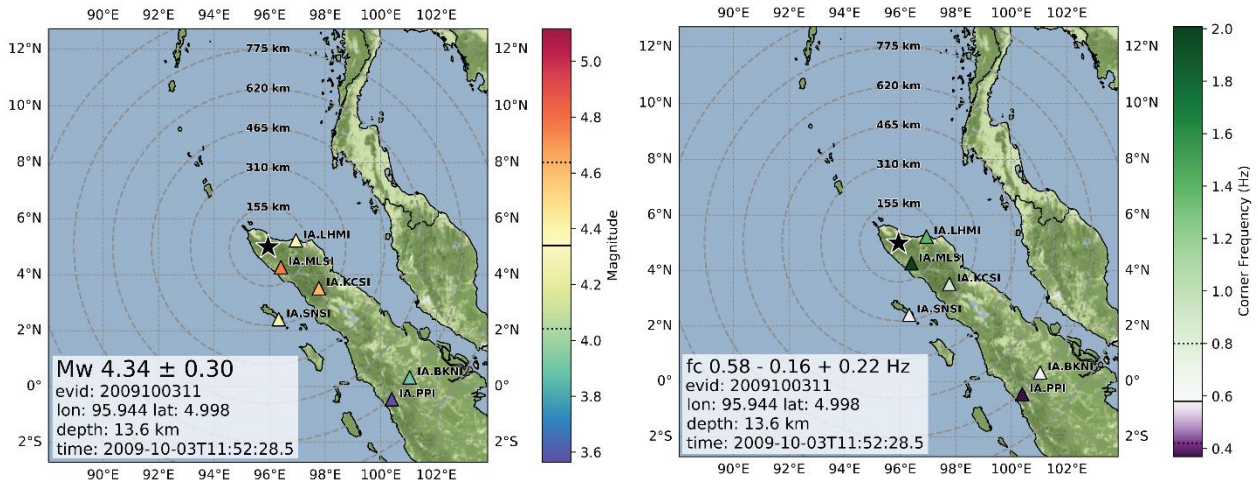 90°E 92°E 94°E 96°E 98°E 100°E 102°E
12°N 775 km 12°N
10°N 620 km 10°N
465 km
8°N 310 km 8°N
6°N 155 km 6°N
IA.LHMI
4°N IA.MLSI 4°N
IA.KCSI
2°N IA.SNSI 2°N
0° IA.BKNI 0°
IA.PPI
2°S 2°S
Mw 4.34 ± 0.30
evid: 2009100311
lon: 95.944 lat: 4.998
depth: 13.6 km
time: 2009-10-03T11:52:28.5
90°E 92°E 94°E 96°E 98°E 100°E 102°E
5.0
4.8
4.6
4.4
4.2
4.0
3.8
3.6
Magnitude
90°E 92°E 94°E 96°E 98°E 100°E 102°E
12°N 775 km 12°N
10°N 620 km 10°N
465 km
8°N 310 km 8°N
6°N 155 km 6°N
IA.LHMI
4°N IA.MLSI 4°N
IA.KCSI
2°N IA.SNSI 2°N
0° IA.BKNI 0°
IA.PPI
2°S 2°S
fc 0.58 - 0.16 + 0.22 Hz
evid: 2009100311
lon: 95.944 lat: 4.998
depth: 13.6 km
time: 2009-10-03T11:52:28.5
90°E 92°E 94°E 96°E 98°E 100°E 102°E
2.0
1.8
1.6
1.4
1.2
1.0
0.8
0.6
0.4
Corner Frequency (Hz)